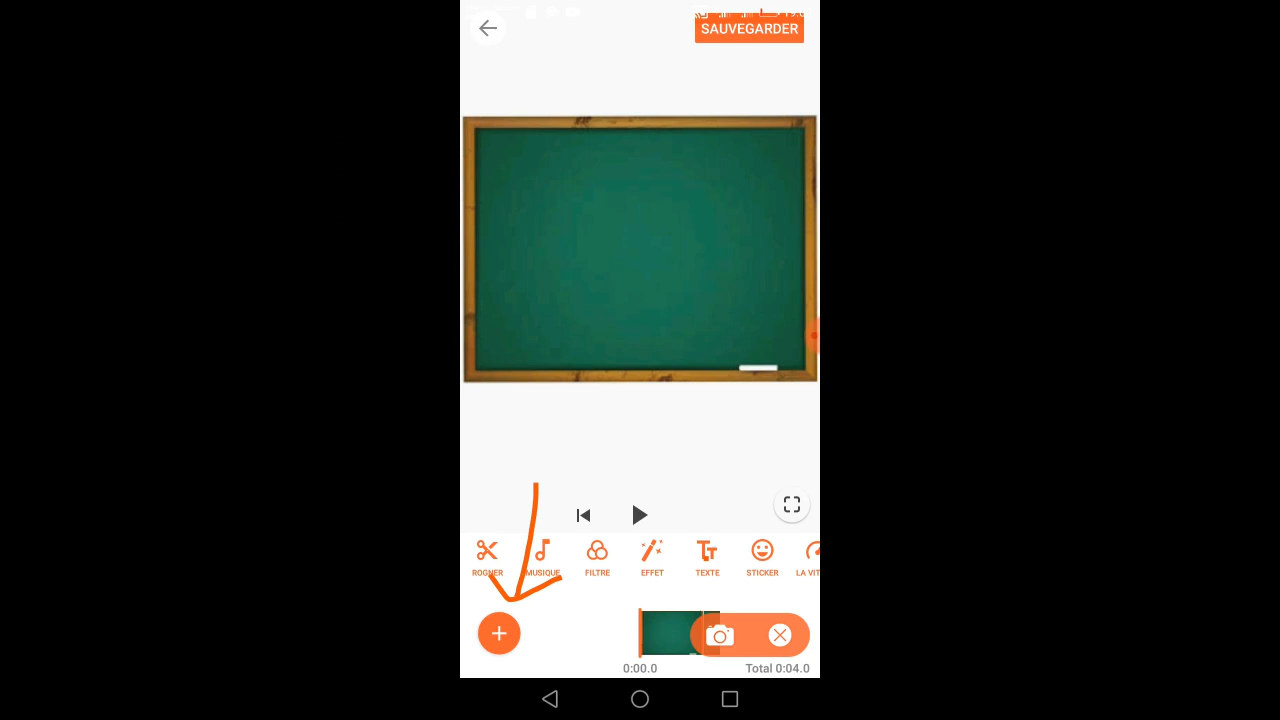 SAUVEGARDER
ROGNER MUSIQUE FILTRE EFFET TEXTE STICKER LA VIT
0:00.0 Total 0:04.0